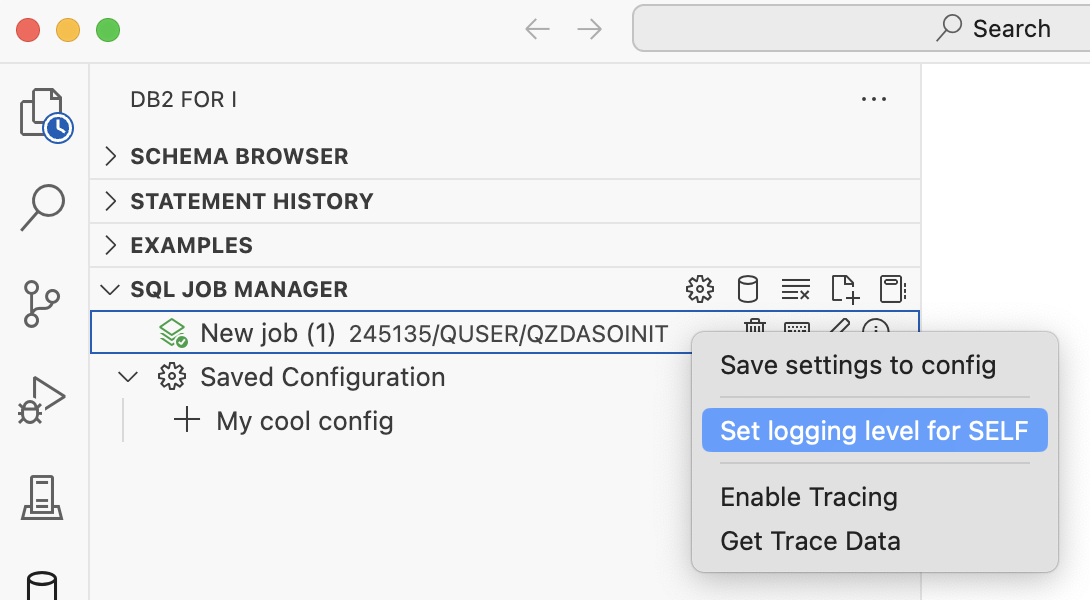 Search
DB2 FOR I
SCHEMA BROWSER
STATEMENT HISTORY
EXAMPLES
SQL JOB MANAGER
New job (1) 245135/QUSER/QZDASOINIT
Saved Configuration
My cool config
Save settings to config
Set logging level for SELF
Enable Tracing
Get Trace Data